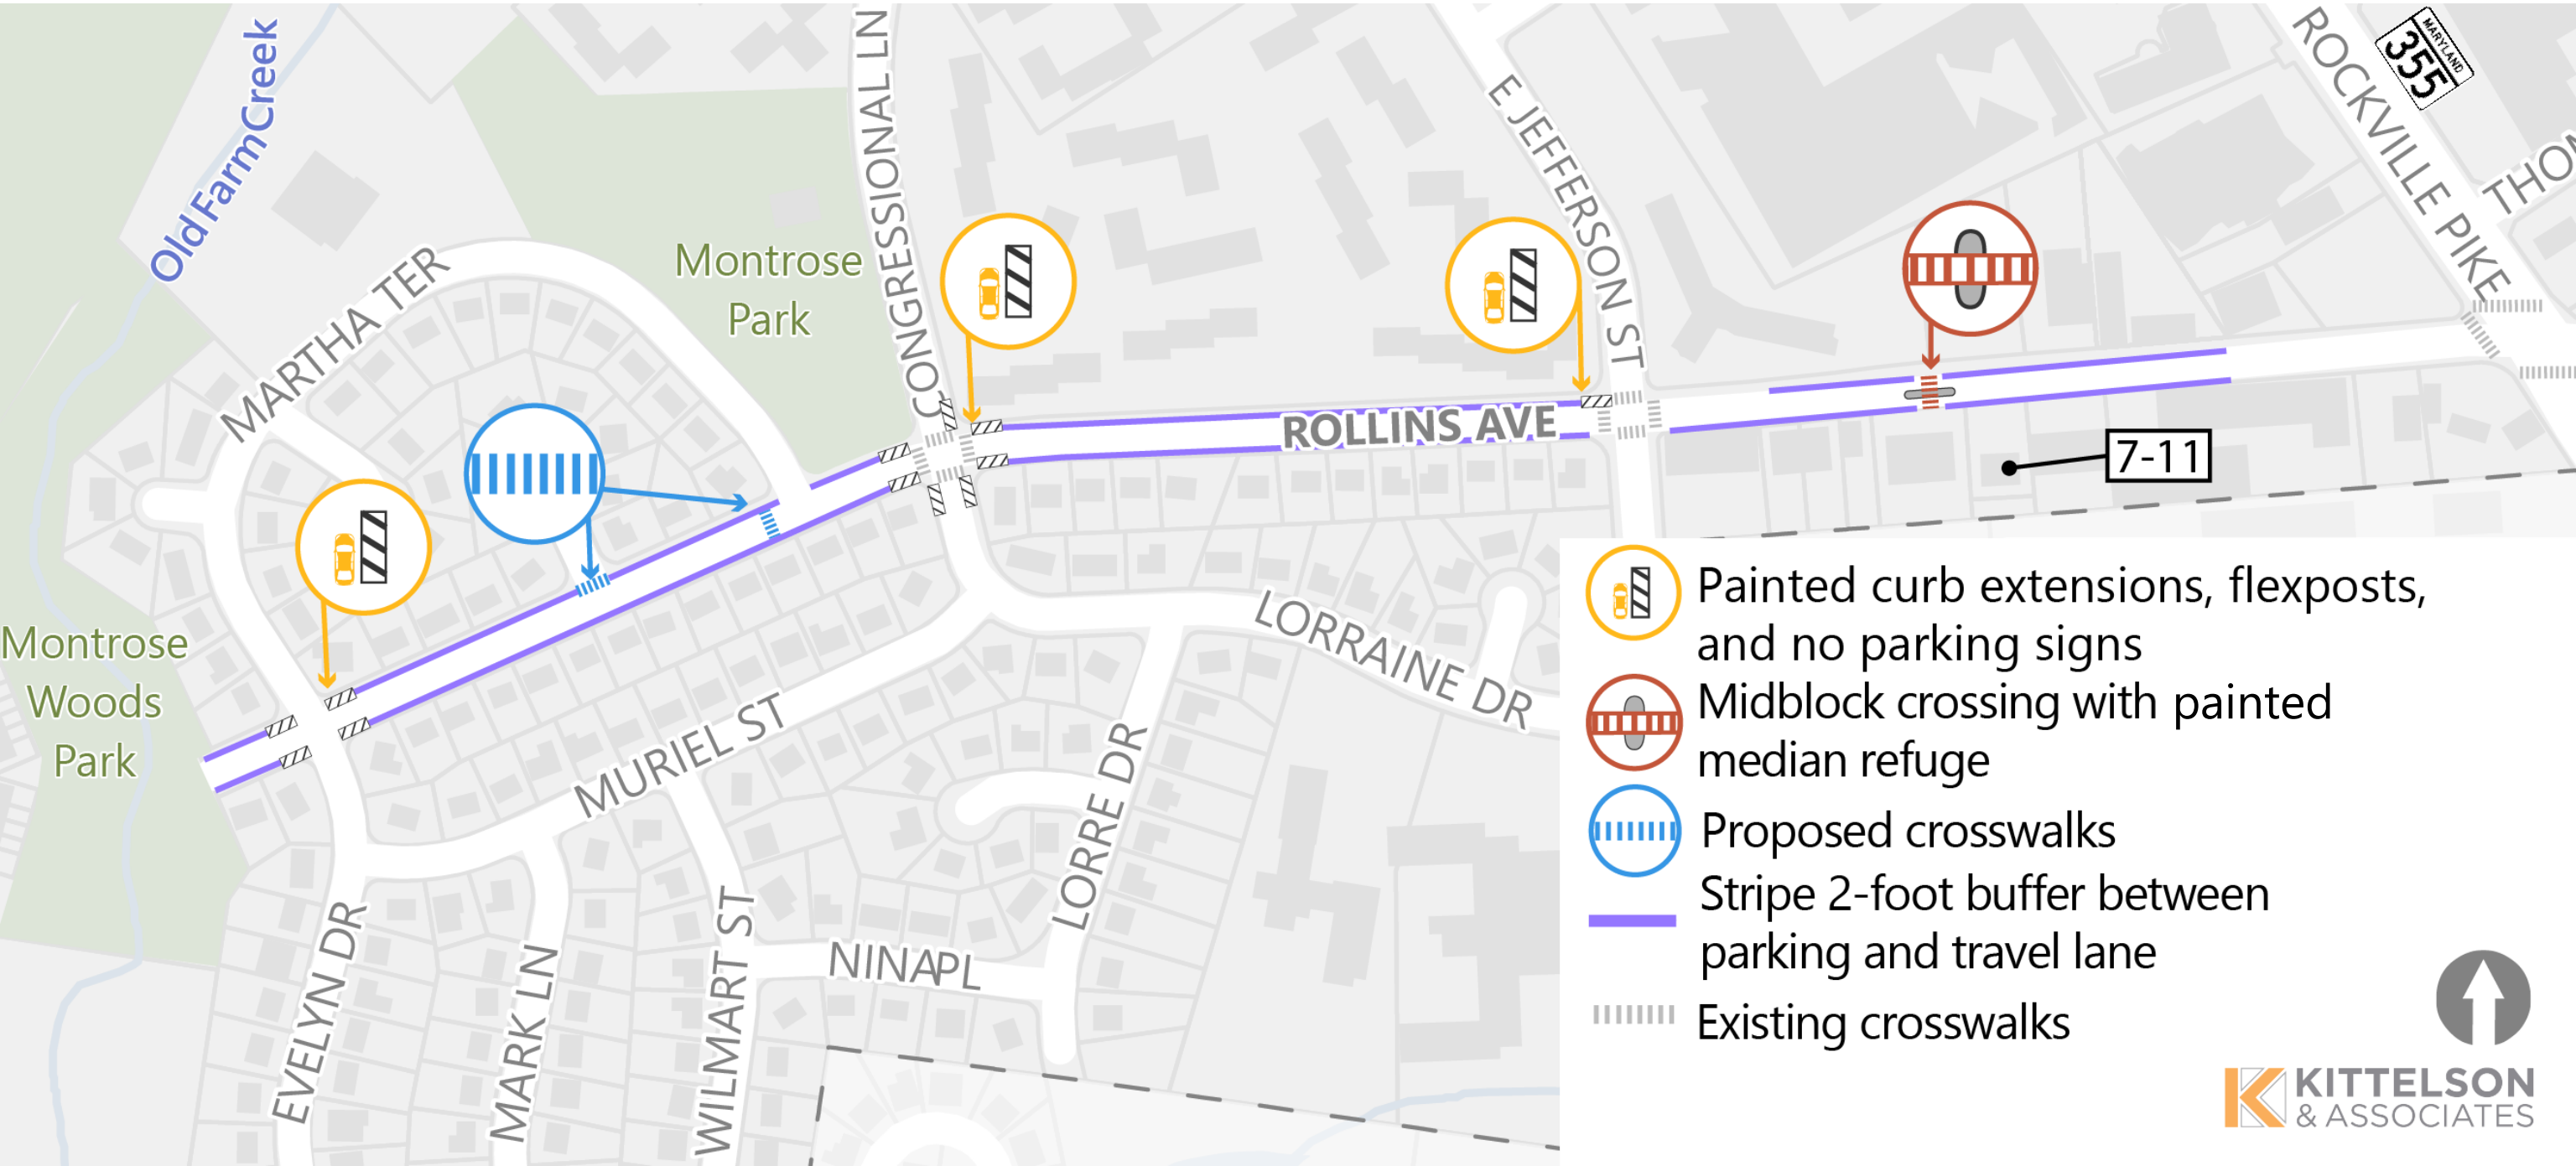 Old Farm Creek
CONGRESSIONAL LN
E JEFFERSON ST
ROCKVILLE PIKE
MARYLAND
355
MARTHA TER
Montrose
Park
ROLLINS AVE
7-11
Montrose
Woods
Park
MURIEL ST
LORRAINE DR
LORRE DR
EVELYN DR
MARK LN
WILMART ST
NINA PL
Painted curb extensions, flexposts,
and no parking signs
Midblock crossing with painted
median refuge
Proposed crosswalks
Stripe 2-foot buffer between
parking and travel lane
Existing crosswalks
KITTELSON
& ASSOCIATES